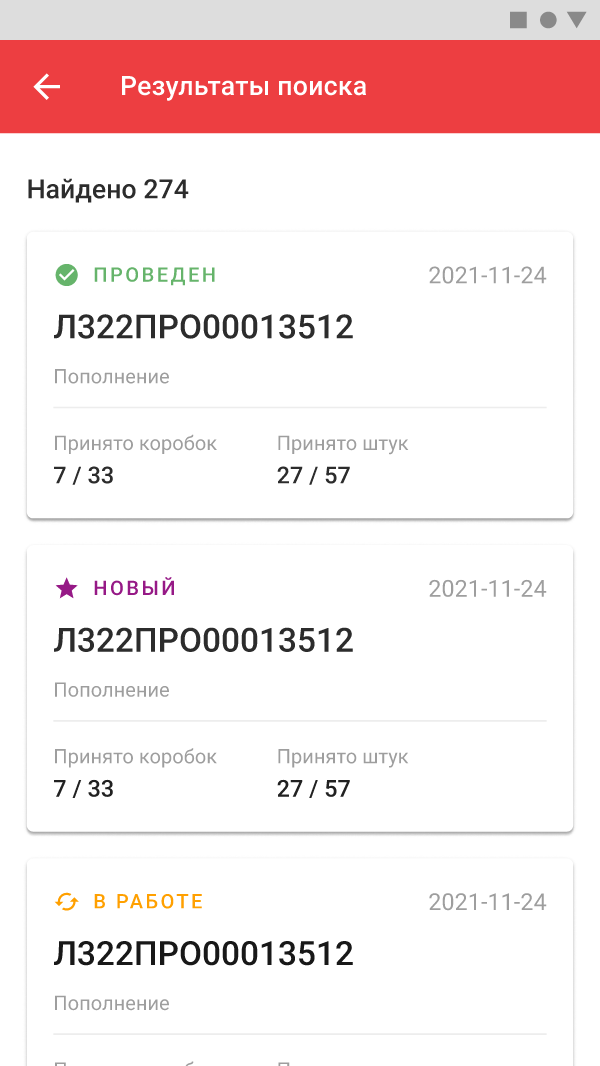 Результаты поиска
Найдено 274
ПРОВЕДЕН 2021-11-24
Л322ПРО00013512
Пополнение
Принято коробок Принято штук
7 / 33 27 / 57
НОВЫЙ 2021-11-24
Л322ПРО00013512
Пополнение
Принято коробок Принято штук
7 / 33 27 / 57
В РАБОТЕ 2021-11-24
Л322ПРО00013512
Пополнение